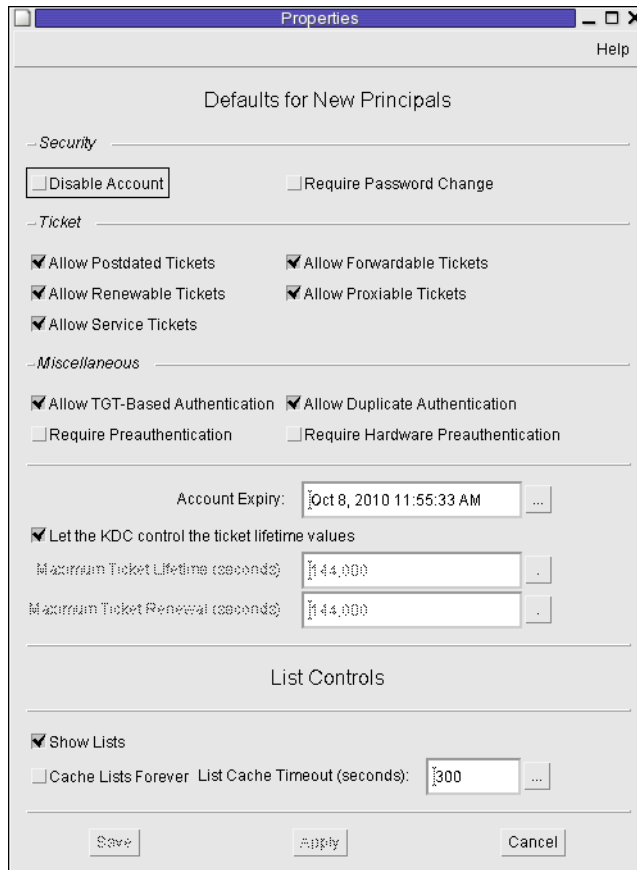 Properties
Help
Defaults for New Principals
Security
Disable Account Require Password Change
Ticket
Allow Postdated Tickets Allow Forwardable Tickets
Allow Renewable Tickets Allow Proxiable Tickets
Allow Service Tickets
Miscellaneous
Allow TGT-Based Authentication Allow Duplicate Authentication
Require Preauthentication Require Hardware Preauthentication
Account Expiry: Oct 8, 2010 11:55:33 AM ...
Let the KDC control the ticket lifetime values
Maximum Ticket Lifetime (seconds) 144,000 .
Maximum Ticket Renewal (seconds) 144,000 .
List Controls
Show Lists
Cache Lists Forever List Cache Timeout (seconds): 300 ...
Save Apply Cancel